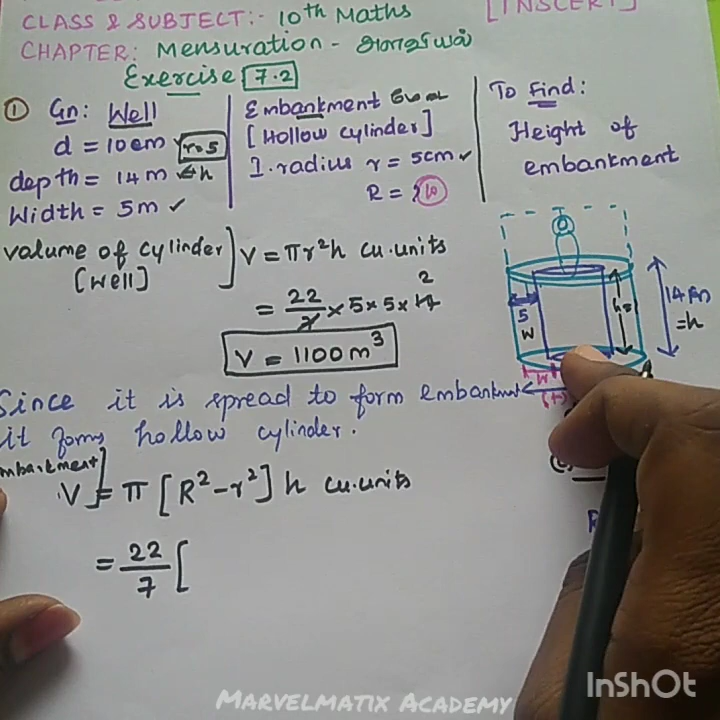 CLASS & SUBJECT:- 10th Maths
[INSCERT]
CHAPTER: Mensuration - அளவியல்
Exercise 7.2
① Gn: Well
d = 10cm r=5
depth = 14m h
Width = 5m ✓
Embankment
[Hollow cylinder]
I.radius r = 5cm ✓
R = 10
To Find:
Height of
embankment
volume of cylinder] V = πr²h cu.units
[Well]
= 22/7 × 5 × 5 × 14 2
V = 1100 m³
5
W
h=
14m
=h
W
Since it is spread to form embankmt
it forms hollow cylinder.
embankment]
V = π [R² - r²] h cu.units
= 22/7 [
R
MARVELMATIX ACADEMY
InShOt